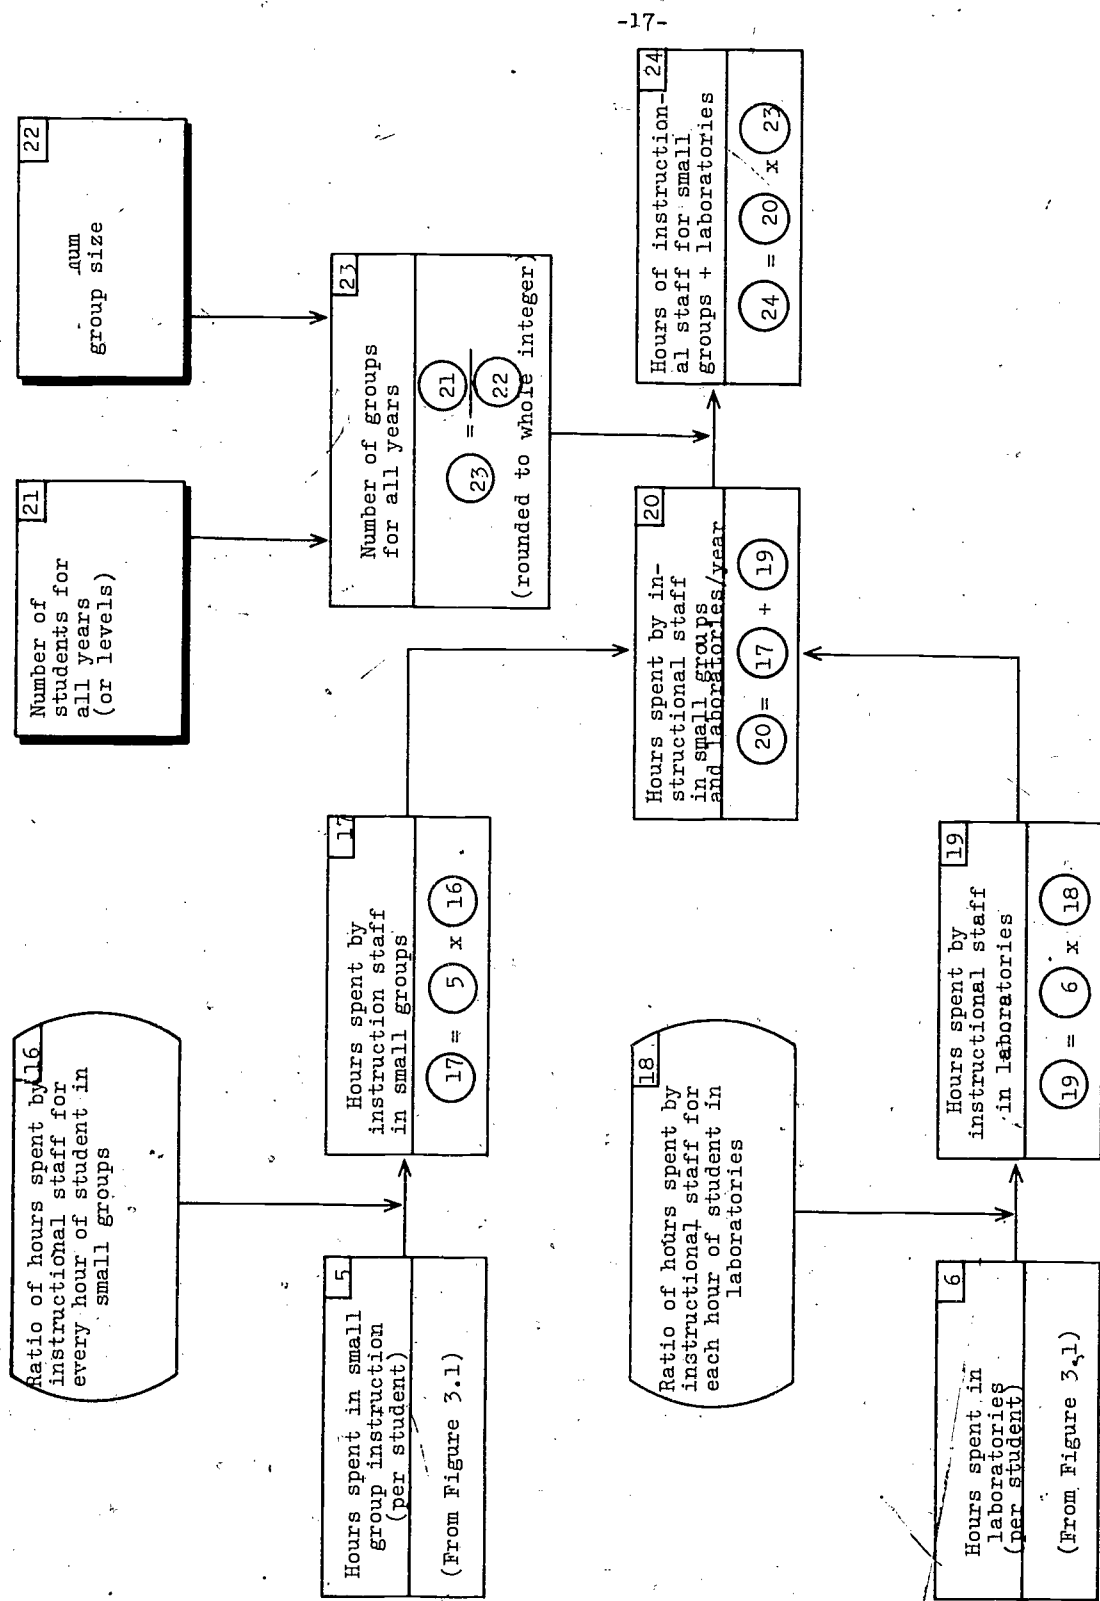 -17-
16
Ratio of hours spent by
instructional staff for
every hour of student in
small groups
21
Number of
students for
all years
(or levels)
22
group size
5
Hours spent in small
group instruction
(per student)
(From Figure 3.1)
17
Hours spent by
instruction staff
in small groups
17 = 5 x 16
23
Number of groups
for all years
23 = 21
22
(rounded to whole integer)
18
Ratio of hours spent by
instructional staff for
each hour of student in
laboratories
20
Hours spent by in-
structional staff
in small groups
and laboratories/year
20 = 17 + 19
24
Hours of instruction-
al staff for small
groups + laboratories
24 = 20 x 23
6
Hours spent in
laboratories
(per student)
(From Figure 3.1)
19
Hours spent by
instructional staff
in laboratories
19 = 6 x 18